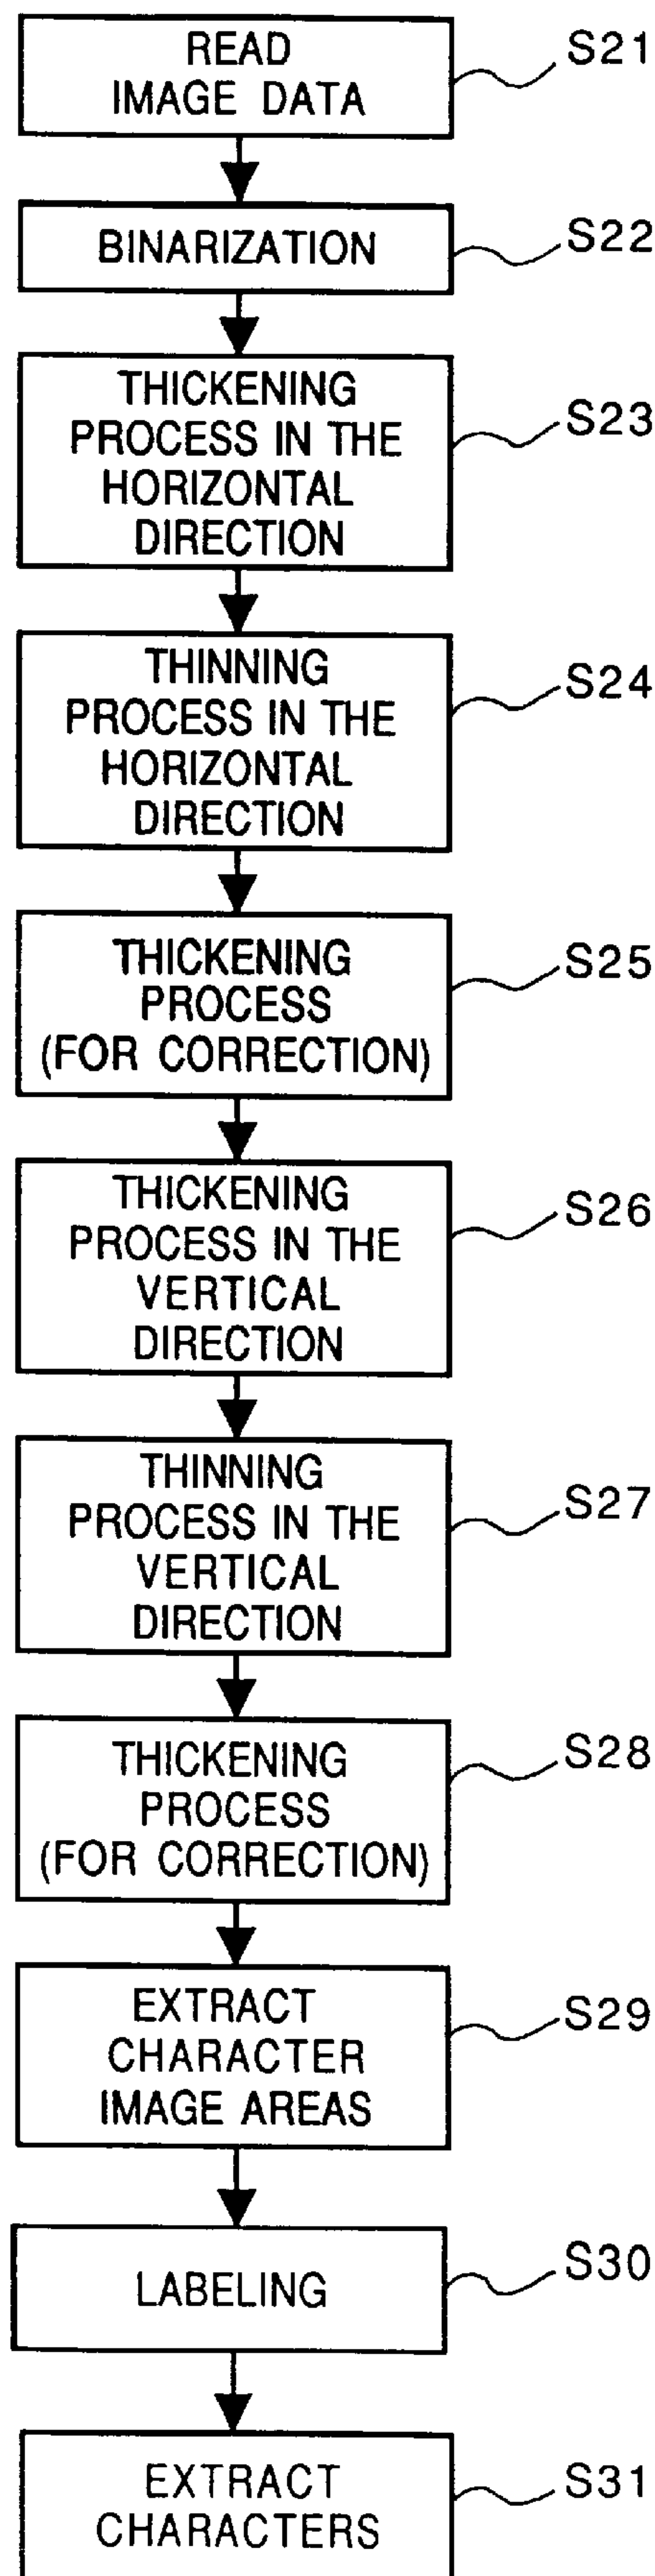 READ
IMAGE DATA
S21
BINARIZATION
S22
THICKENING
PROCESS IN THE
HORIZONTAL
DIRECTION
S23
THINNING
PROCESS IN THE
HORIZONTAL
DIRECTION
S24
THICKENING
PROCESS
(FOR CORRECTION)
S25
THICKENING
PROCESS IN THE
VERTICAL
DIRECTION
S26
THINNING
PROCESS IN THE
VERTICAL
DIRECTION
S27
THICKENING
PROCESS
(FOR CORRECTION)
S28
EXTRACT
CHARACTER
IMAGE AREAS
S29
LABELING
S30
EXTRACT
CHARACTERS
S31